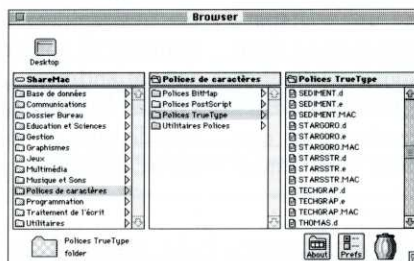 Browser
Desktop
ShareMac
Base de données
Communications
Dossier Bureau
Education et Sciences
Gestion
Graphismes
Jeux
Multimédia
Musique et Sons
Polices de caractères
Programmation
Traitement de l'écrit
Utilitaires
Polices de caractères
Polices BitMap
Polices PostScript
Polices TrueType
Utilitaires Polices
Polices TrueType
SEDIMENT.d
SEDIMENT.e
SEDIMENT.MAC
STARGORO.d
STARGORO.e
STARGORO.MAC
STARSSTR.d
STARSSTR.e
STARSSTR.MAC
TECHGRAP.d
TECHGRAP.e
TECHGRAP.MAC
THOMAS.d
Polices TrueType
folder
About
Prefs